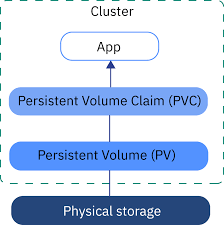 Cluster
App
Persistent Volume Claim (PVC)
Persistent Volume (PV)
Physical storage